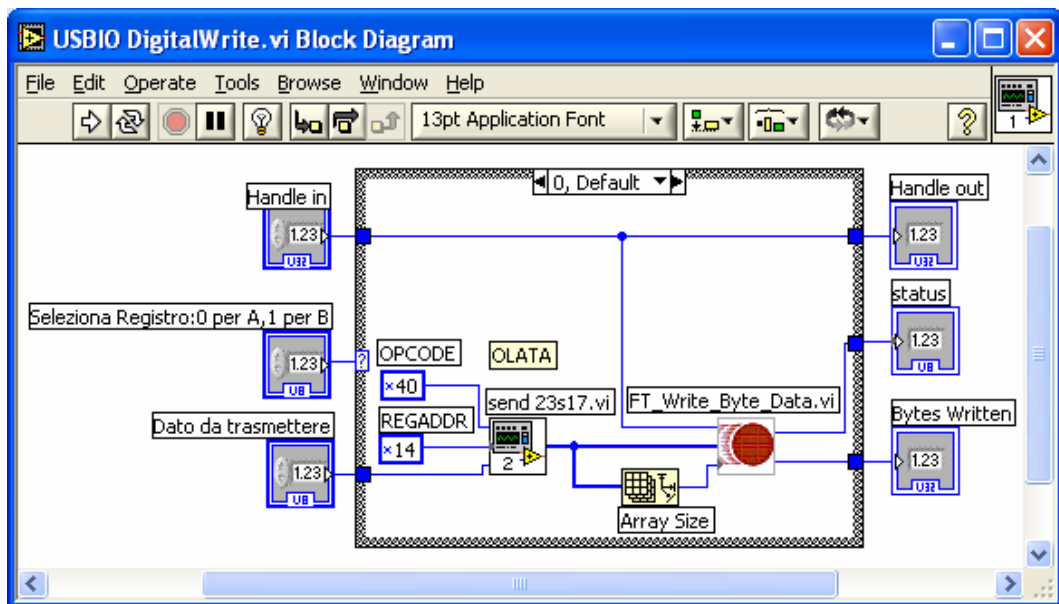 USBIO DigitalWrite.vi Block Diagram
File Edit Operate Tools Browse Window Help
13pt Application Font
?
1
0, Default
Handle in
1.23
U32
Handle out
1.23
U32
Seleziona Registro:0 per A,1 per B
1.23
U8
?
status
1.23
U8
OPCODE
×40
OLATA
REGADDR
×14
send 23s17.vi
2
FT_Write_Byte_Data.vi
Dato da trasmettere
1.23
U8
Bytes Written
1.23
U32
Array Size